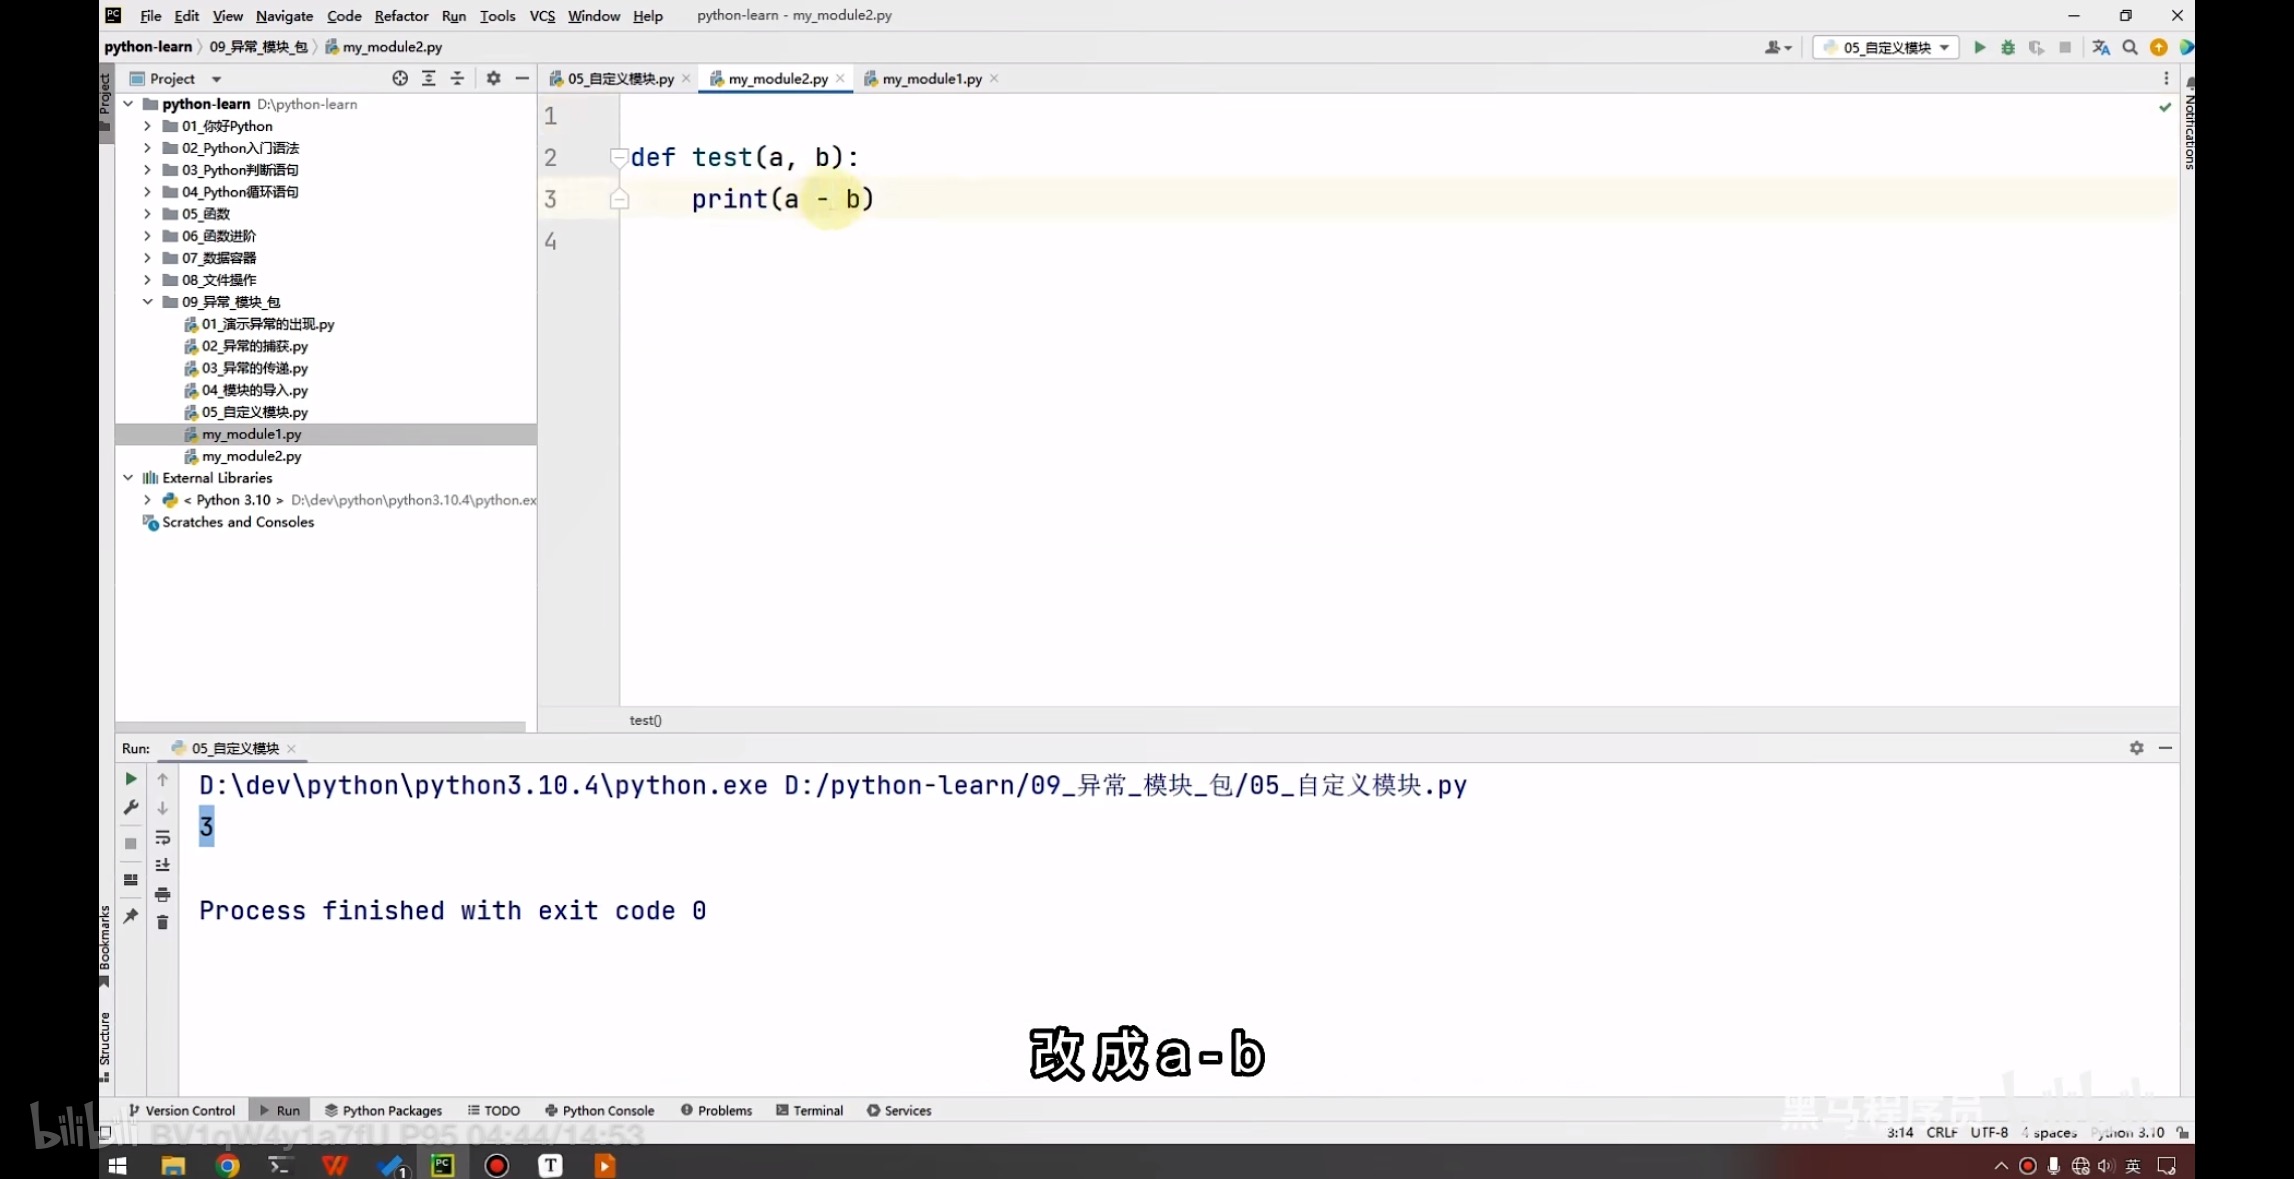 File Edit View Navigate Code Refactor Run Tools VCS Window Help python-learn - my_module2.py
python-learn 09_异常_模块_包 my_module2.py 05_自定义模块
Project
05_自定义模块.py my_module2.py my_module1.py
python-learn D:\python-learn
01_你好Python
02_Python入门语法
03_Python判断语句
04_Python循环语句
05_函数
06_函数进阶
07_数据容器
08_文件操作
09_异常_模块_包
01_演示异常的出现.py
02_异常的捕获.py
03_异常的传递.py
04_模块的导入.py
05_自定义模块.py
my_module1.py
my_module2.py
External Libraries
< Python 3.10 > D:\dev\python\python3.10.4\python.ex
Scratches and Consoles
Project
Notifications
1
2 def test(a, b):
3 print(a - b)
4
test()
Run: 05_自定义模块
D:\dev\python\python3.10.4\python.exe D:/python-learn/09_异常_模块_包/05_自定义模块.py
3
Process finished with exit code 0
Bookmarks
Structure
改成a-b
Version Control Run Python Packages TODO Python Console Problems Terminal Services
黑马程序员 bilibili
bilibili BV1qW4y1a7fU P95 04:44/14:53
3:14 CRLF UTF-8 4 spaces Python 3.10
英